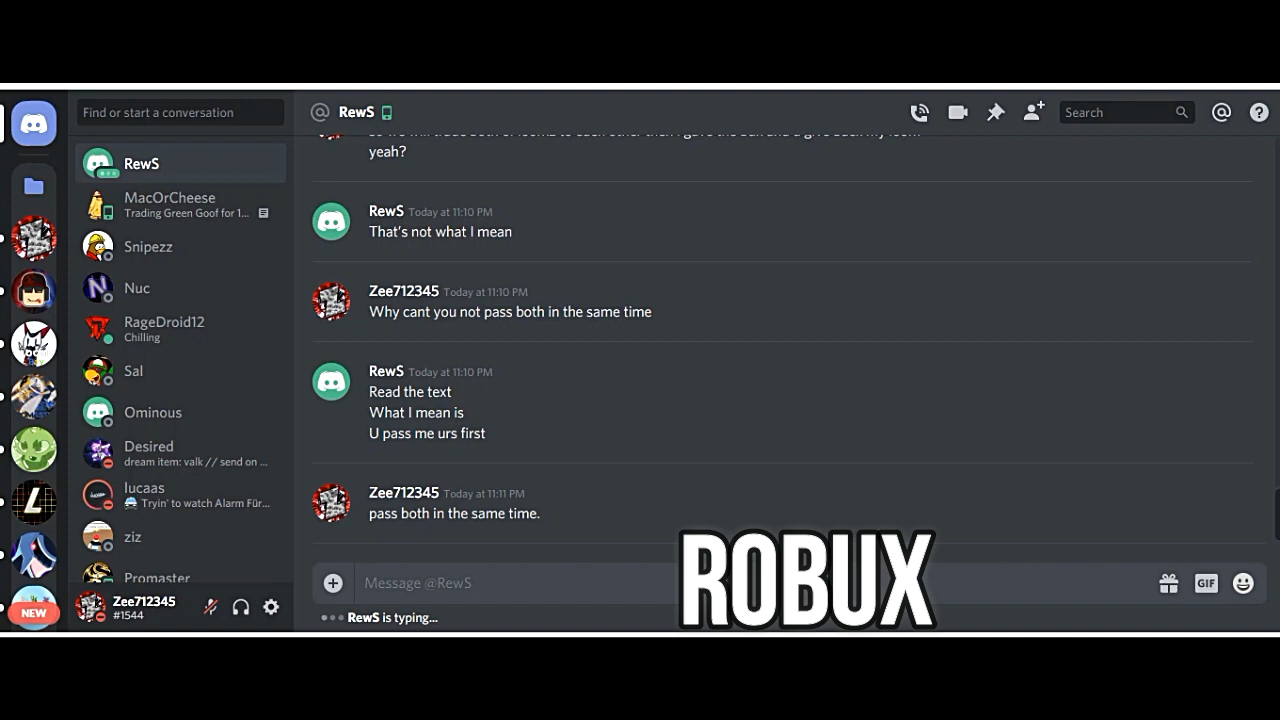 Find or start a conversation
RewS
Search
RewS
MacOrCheese
Trading Green Goof for 1...
Snipezz
Nuc
RageDroid12
Chilling
Sal
Ominous
Desired
dream item: valk // send on ...
lucaas
Tryin' to watch Alarm Für...
ziz
Promaster
NEW
Zee712345
#1544
yeah?
RewS Today at 11:10 PM
That's not what I mean
Zee712345 Today at 11:10 PM
Why cant you not pass both in the same time
RewS Today at 11:10 PM
Read the text
What I mean is
U pass me urs first
Zee712345 Today at 11:11 PM
pass both in the same time.
Message @RewS
GIF
RewS is typing...
ROBUX